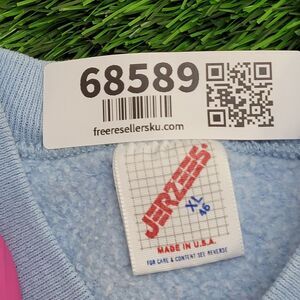 68589
freeresellersku.com
JERZEES
XL
46
MADE IN U.S.A.
FOR CARE & CONTENT SEE REVERSE